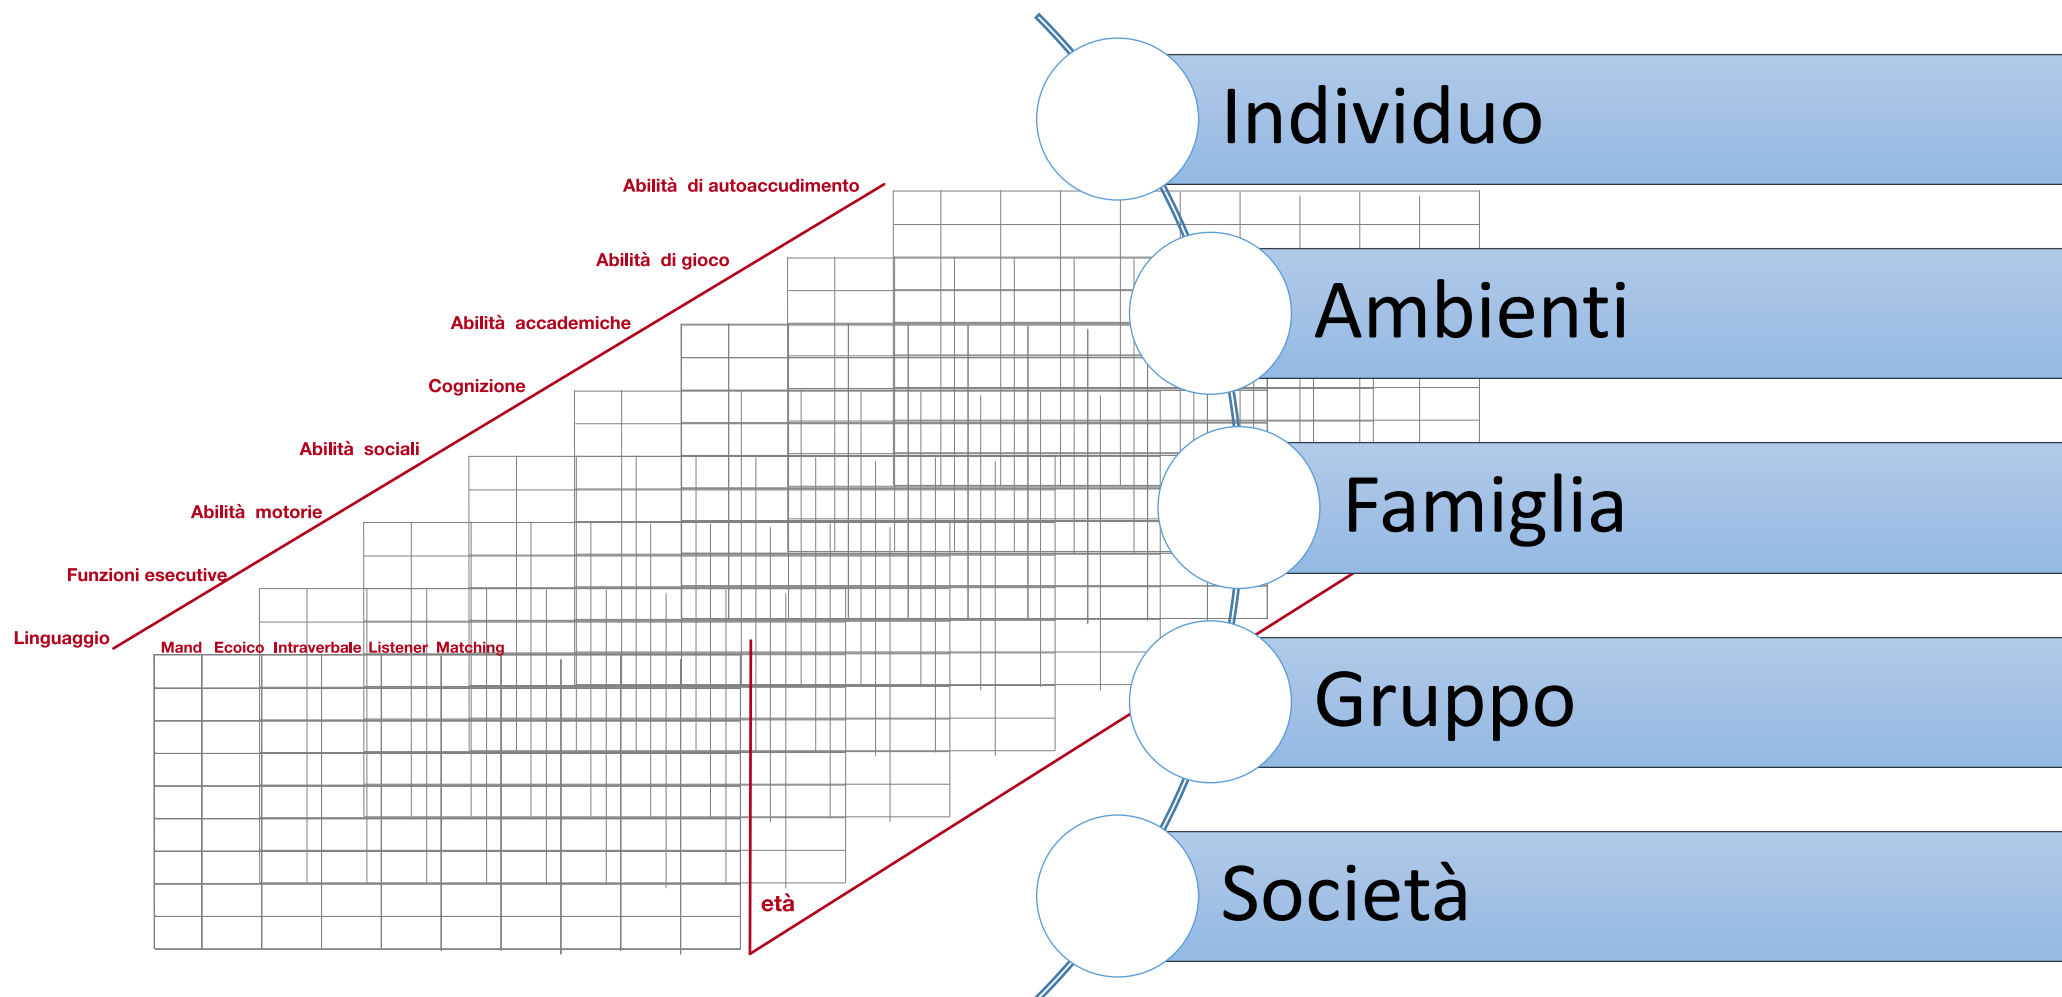 Individuo
Abilità di autoaccudimento
Abilità di gioco
Ambienti
Abilità accademiche
Cognizione
Abilità sociali
Famiglia
Abilità motorie
Funzioni esecutive
Linguaggio
Mand Ecoico Intraverbale Listener Matching
Gruppo
età
Società